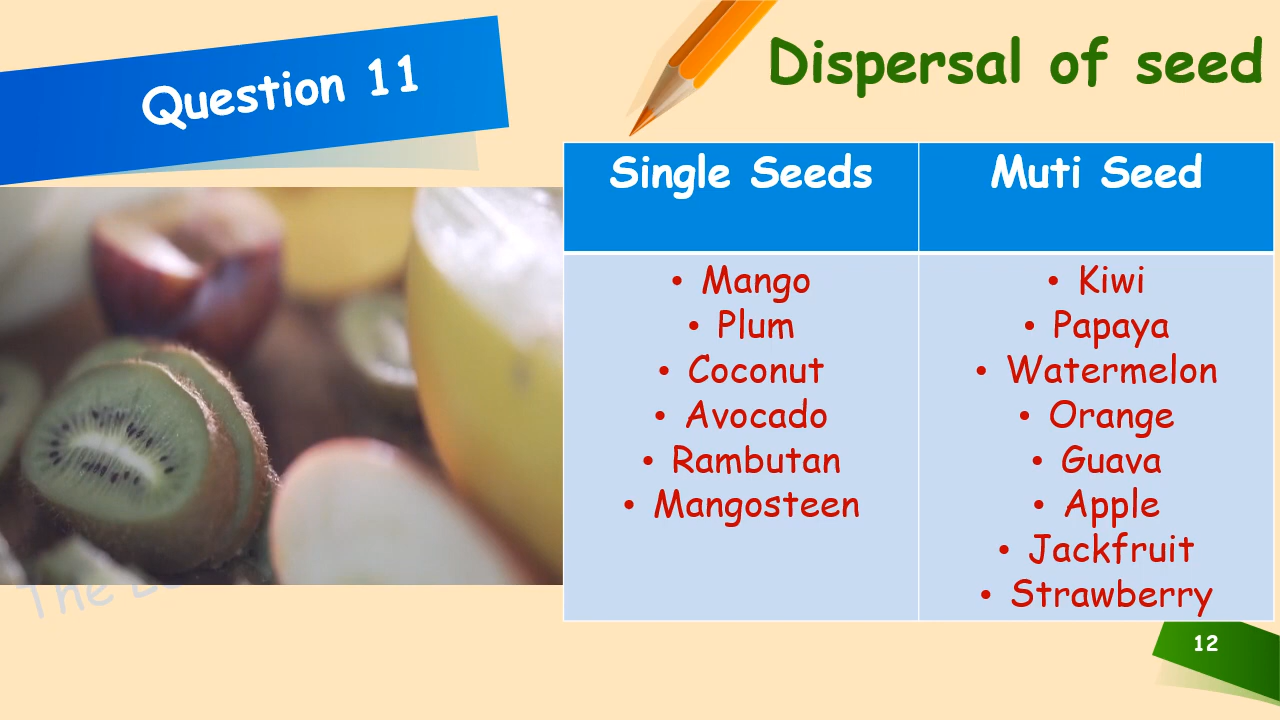 Question 11
Dispersal of seed
Single Seeds
Muti Seed
• Mango
• Plum
• Coconut
• Avocado
• Rambutan
• Mangosteen
• Kiwi
• Papaya
• Watermelon
• Orange
• Guava
• Apple
• Jackfruit
• Strawberry
The
12